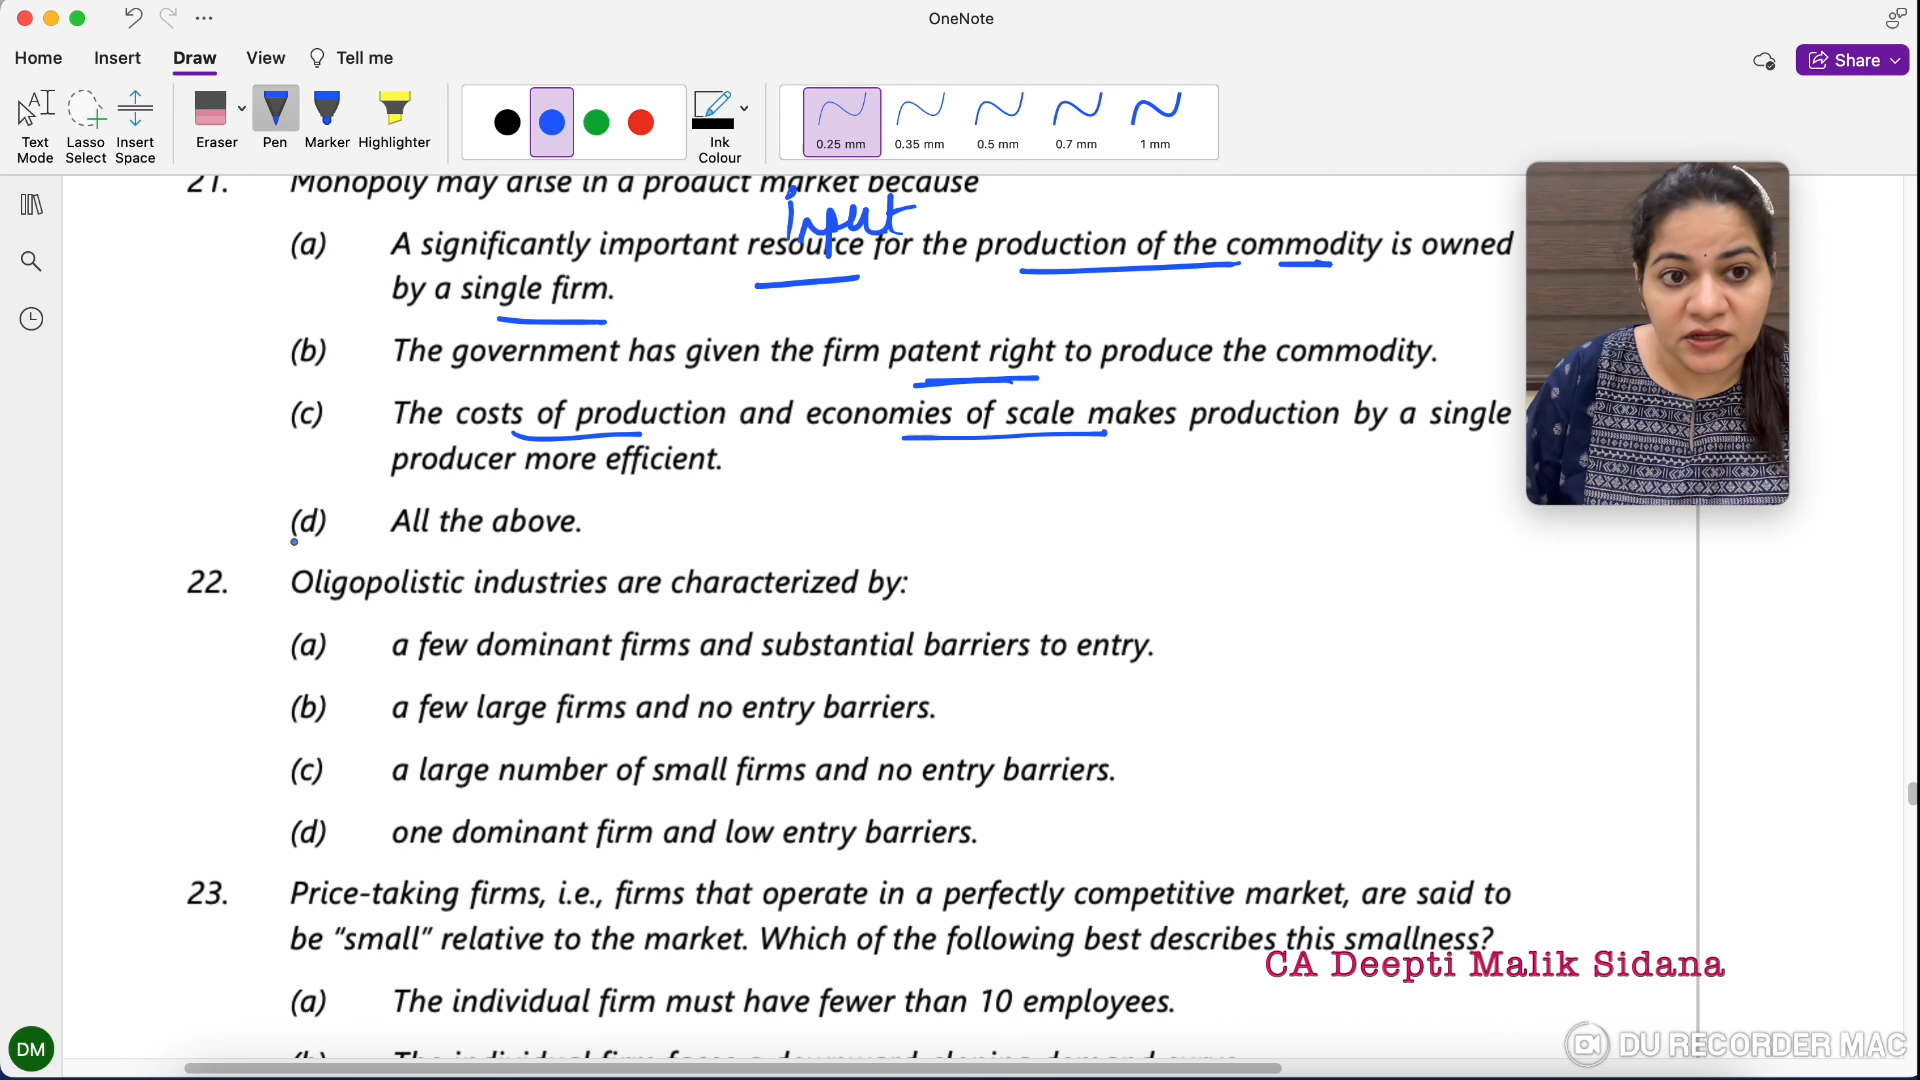 OneNote
Home Insert Draw View Tell me
Share
Text Mode
Lasso Select
Insert Space
Eraser
Pen
Marker
Highlighter
Ink Colour
0.25 mm
0.35 mm
0.5 mm
0.7 mm
1 mm
21. Monopoly may arise in a product market because
input
(a) A significantly important resource for the production of the commodity is owned
by a single firm.
(b) The government has given the firm patent right to produce the commodity.
(c) The costs of production and economies of scale makes production by a single
producer more efficient.
(d) All the above.
22. Oligopolistic industries are characterized by:
(a) a few dominant firms and substantial barriers to entry.
(b) a few large firms and no entry barriers.
(c) a large number of small firms and no entry barriers.
(d) one dominant firm and low entry barriers.
23. Price-taking firms, i.e., firms that operate in a perfectly competitive market, are said to
be “small” relative to the market. Which of the following best describes this smallness?
CA Deepti Malik Sidana
(a) The individual firm must have fewer than 10 employees.
(b) The individual firm faces a downward-sloping demand curve.
DM
DU RECORDER MAC